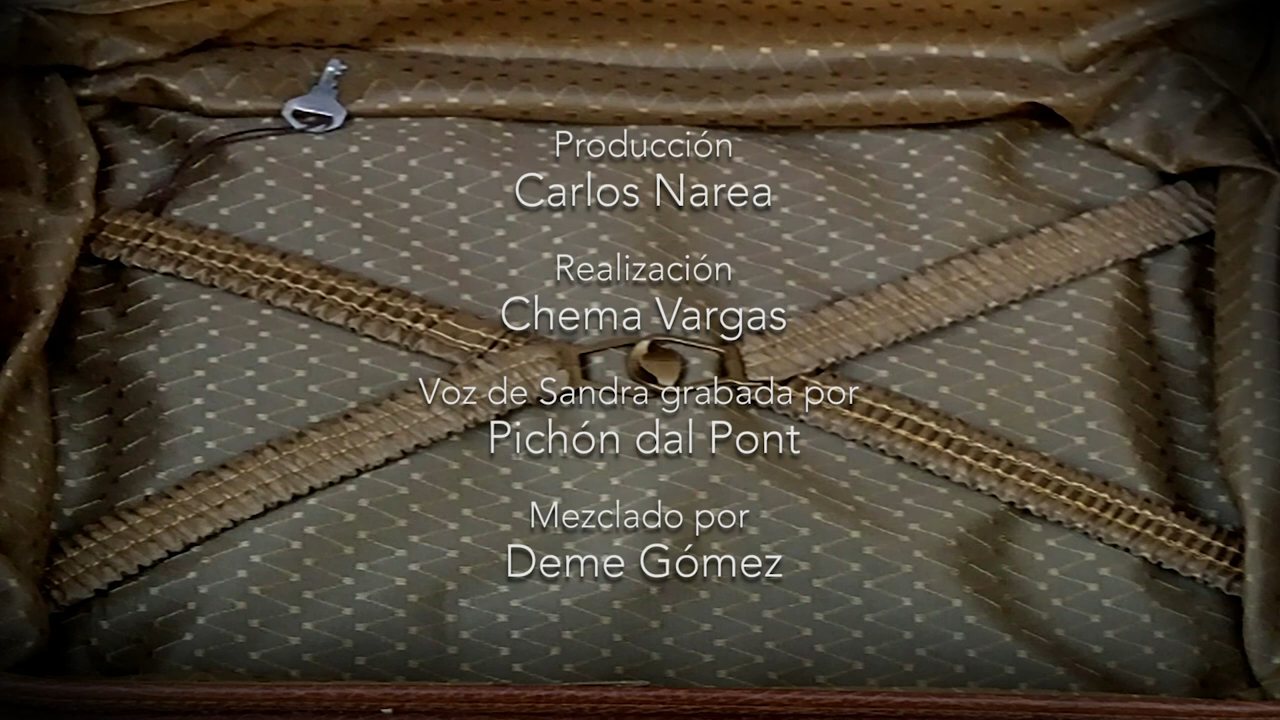 Producción
Carlos Narea
Realización
Chema Vargas
Voz de Sandra grabada por
Pichón dal Pont
Mezclado por
Deme Gómez